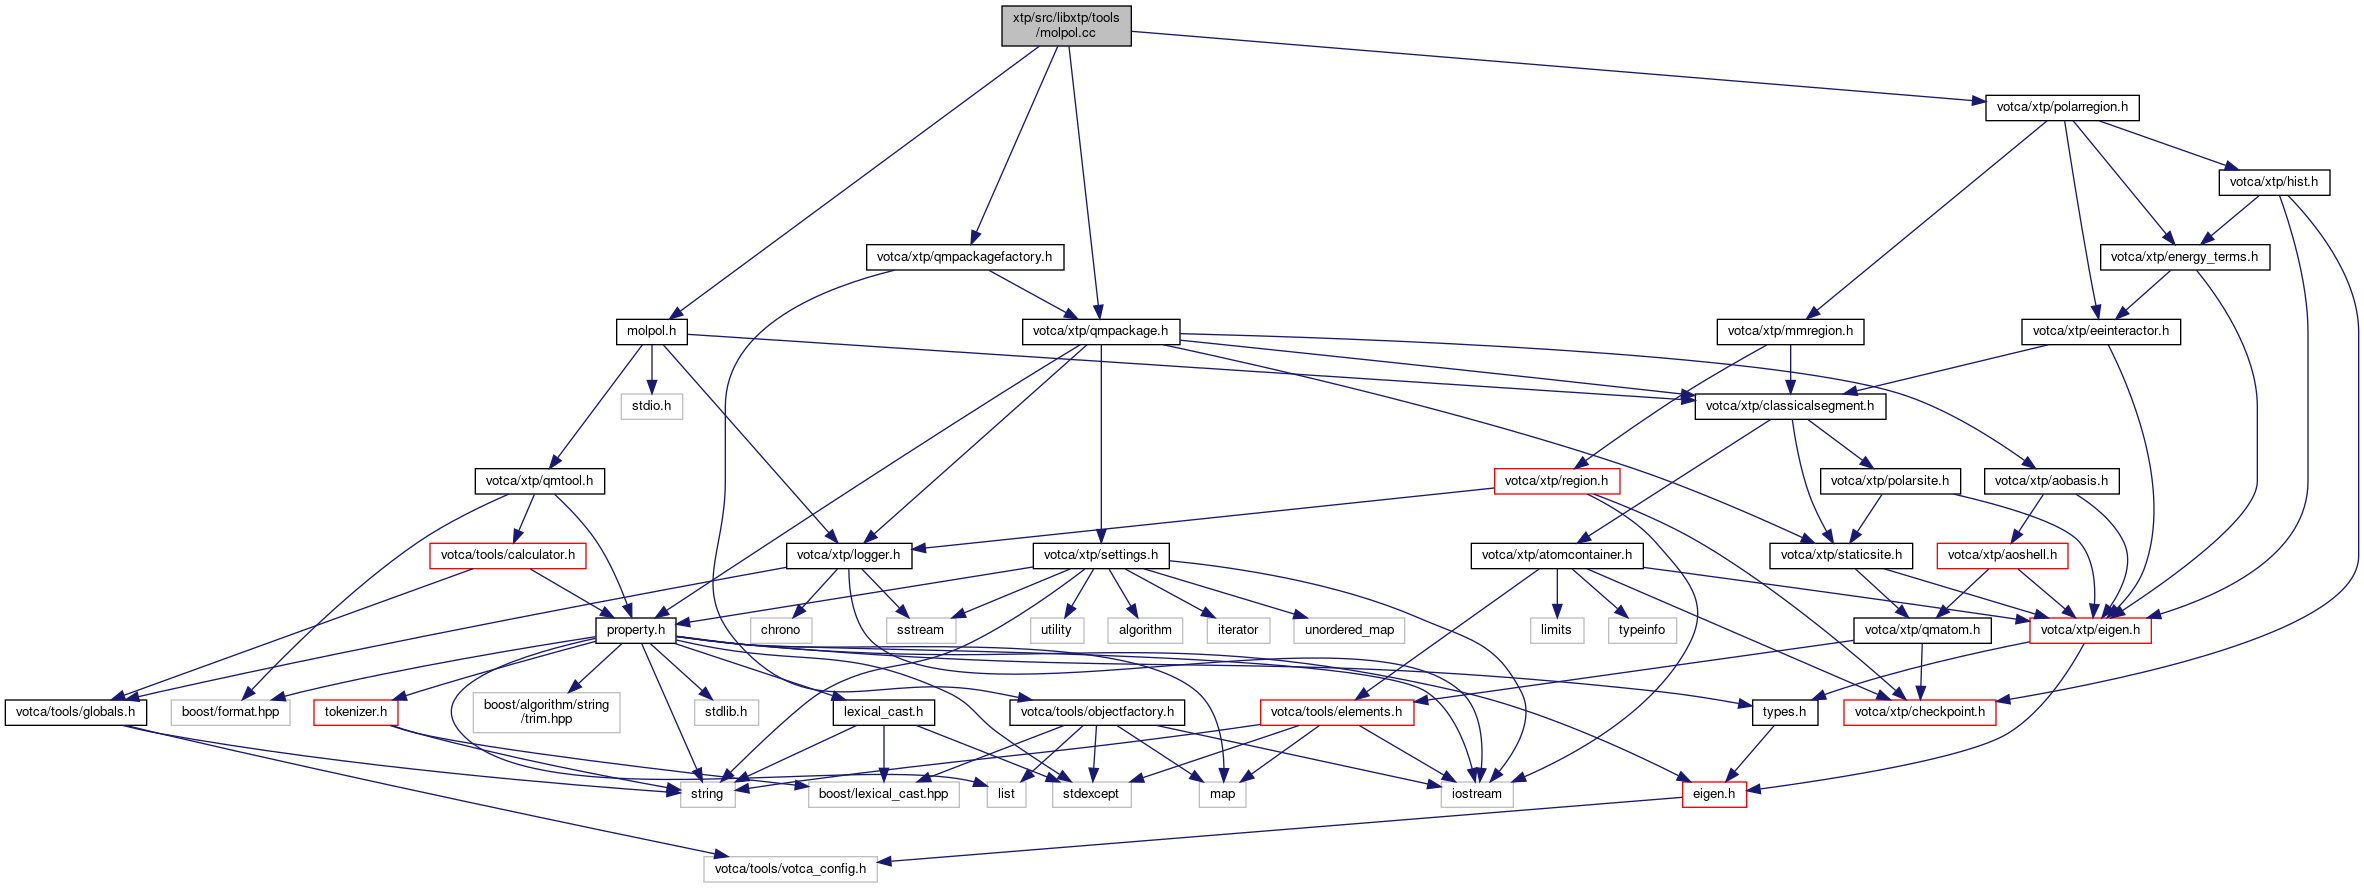 xtp/src/libxtp/tools
/molpol.cc
votca/xtp/polarregion.h
votca/xtp/hist.h
votca/xtp/qmpackagefactory.h
votca/xtp/energy_terms.h
molpol.h
votca/xtp/qmpackage.h
votca/xtp/mmregion.h
votca/xtp/eeinteractor.h
stdio.h
votca/xtp/classicalsegment.h
votca/xtp/qmtool.h
votca/xtp/region.h
votca/xtp/polarsite.h
votca/xtp/aobasis.h
votca/tools/calculator.h
votca/xtp/logger.h
votca/xtp/settings.h
votca/xtp/atomcontainer.h
votca/xtp/staticsite.h
votca/xtp/aoshell.h
property.h
chrono
sstream
utility
algorithm
iterator
unordered_map
limits
typeinfo
votca/xtp/qmatom.h
votca/xtp/eigen.h
votca/tools/globals.h
boost/format.hpp
tokenizer.h
boost/algorithm/string
/trim.hpp
stdlib.h
lexical_cast.h
votca/tools/objectfactory.h
votca/tools/elements.h
types.h
votca/xtp/checkpoint.h
string
boost/lexical_cast.hpp
list
stdexcept
map
iostream
eigen.h
votca/tools/votca_config.h